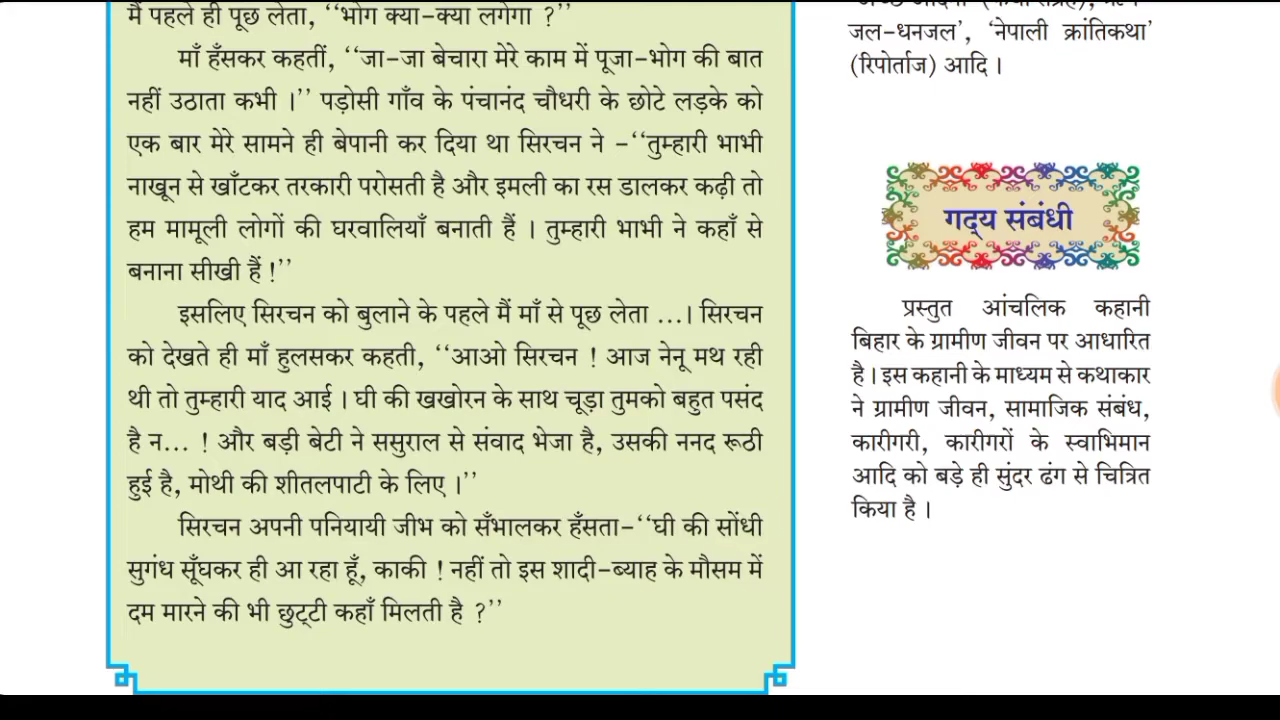 मैं पहले ही पूछ लेता, ‘‘भोग क्या-क्या लगेगा ?’’
माँ हँसकर कहतीं, ‘‘जा-जा बेचारा मेरे काम में पूजा-भोग की बात
नहीं उठाता कभी ।’’ पड़ोसी गाँव के पंचानंद चौधरी के छोटे लड़के को
एक बार मेरे सामने ही बेपानी कर दिया था सिरचन ने -‘‘तुम्हारी भाभी
नाखून से खाँटकर तरकारी परोसती है और इमली का रस डालकर कढ़ी तो
हम मामूली लोगों की घरवालियाँ बनाती हैं । तुम्हारी भाभी ने कहाँ से
बनाना सीखी हैं !’’
इसलिए सिरचन को बुलाने के पहले मैं माँ से पूछ लेता ...। सिरचन
को देखते ही माँ हुलसकर कहती, ‘‘आओ सिरचन ! आज नेनू मथ रही
थी तो तुम्हारी याद आई । घी की खखोरन के साथ चूड़ा तुमको बहुत पसंद
है न... ! और बड़ी बेटी ने ससुराल से संवाद भेजा है, उसकी ननद रूठी
हुई है, मोथी की शीतलपाटी के लिए ।’’
सिरचन अपनी पनियायी जीभ को सँभालकर हँसता-‘‘घी की सोंधी
सुगंध सूँघकर ही आ रहा हूँ, काकी ! नहीं तो इस शादी-ब्याह के मौसम में
दम मारने की भी छुट्‌टी कहाँ मिलती है ?’’
जल-धनजल’, ‘नेपाली क्रांतिकथा’
(रिपोर्ताज) आदि ।
गद्‌य संबंधी
प्रस्तुत आंचलिक कहानी
बिहार के ग्रामीण जीवन पर आधारित
है । इस कहानी के माध्यम से कथाकार
ने ग्रामीण जीवन, सामाजिक संबंध,
कारीगरी, कारीगरों के स्वाभिमान
आदि को बड़े ही सुंदर ढंग से चित्रित
किया है ।